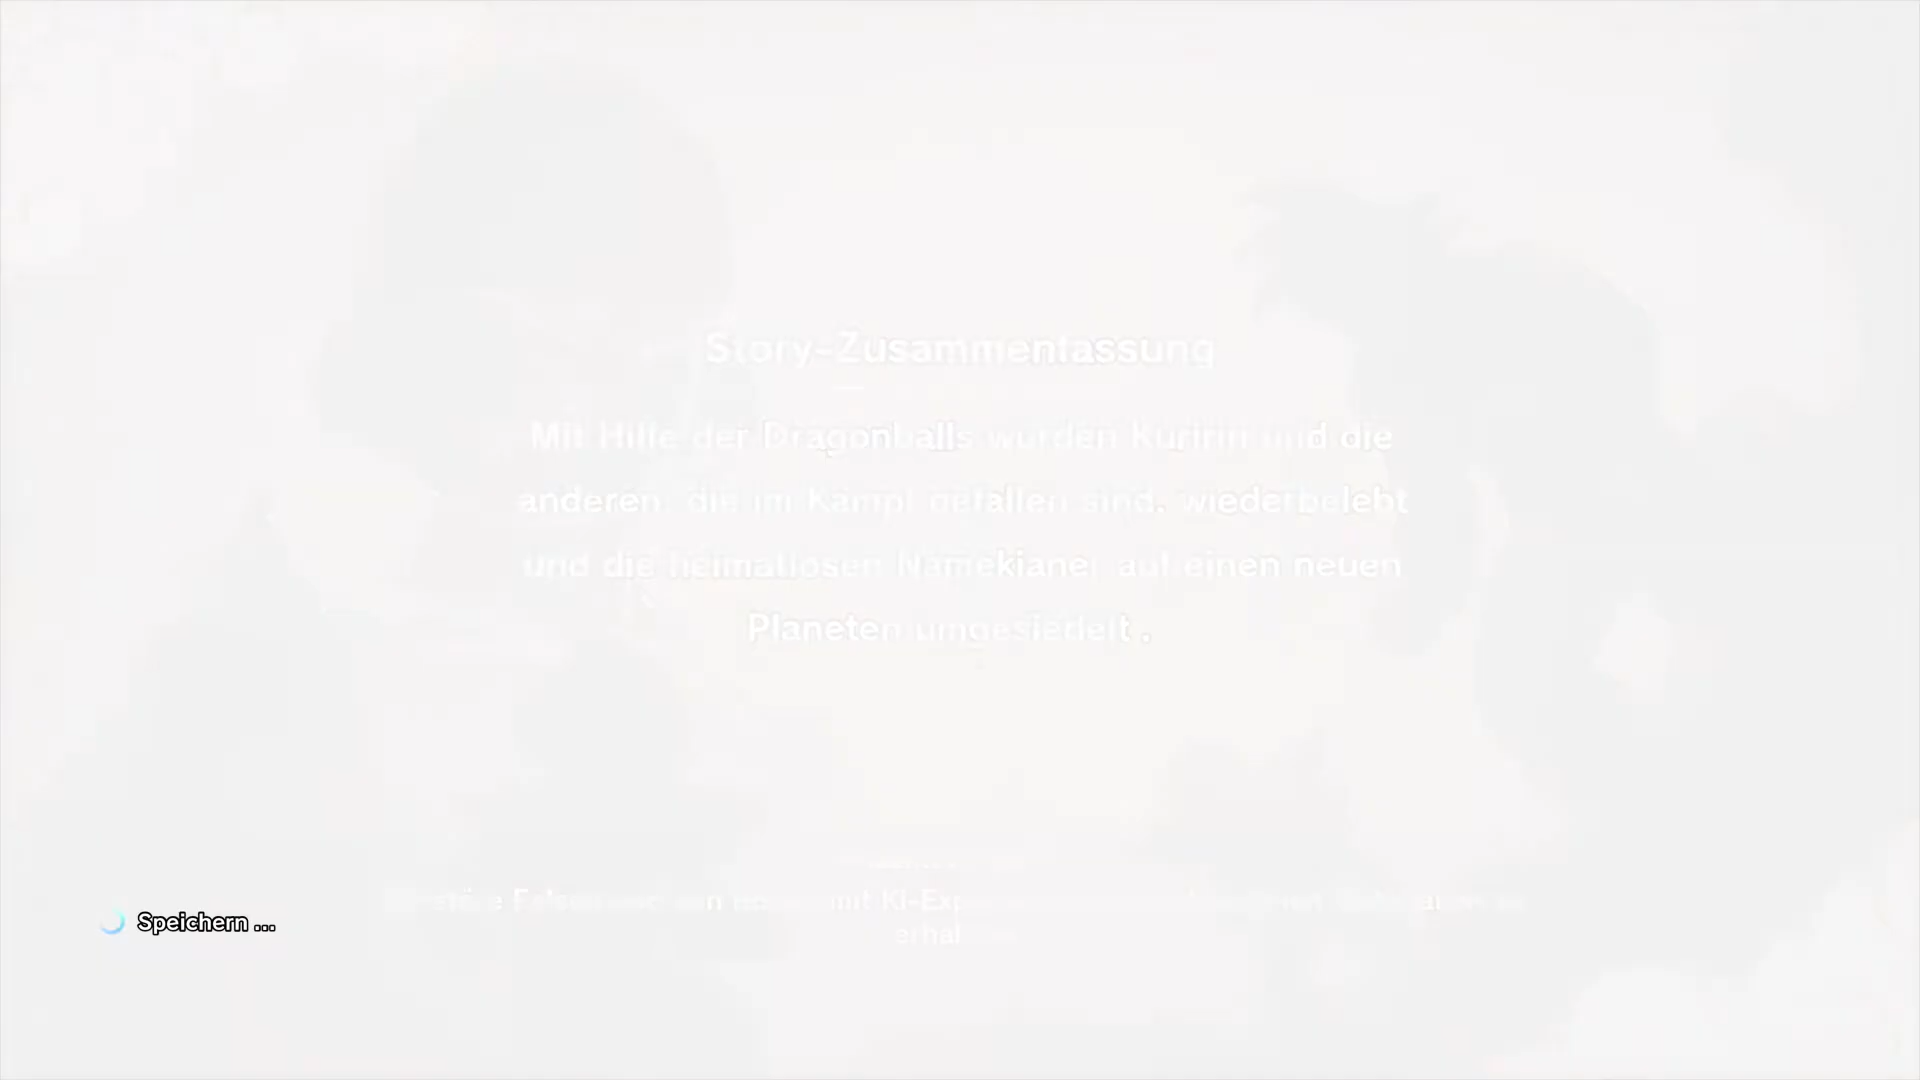 Story-Zusammenfassung
Mit Hilfe der Dragonballs wurden Kuririn und die
anderen, die im Kampf gefallen sind, wiederbelebt
und die heimatlosen Namekianer auf einen neuen
Planeten umgesiedelt .
mit
Speichern ...